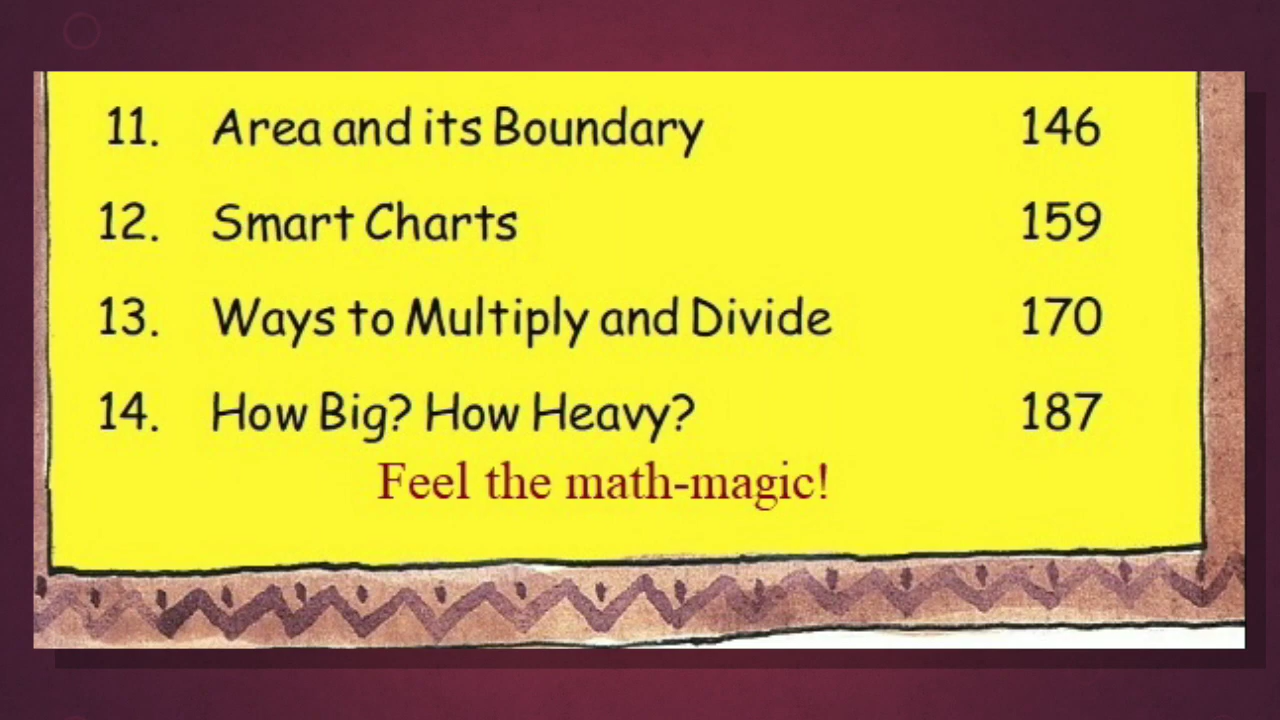 11. Area and its Boundary 146
12. Smart Charts 159
13. Ways to Multiply and Divide 170
14. How Big? How Heavy? 187
Feel the math-magic!